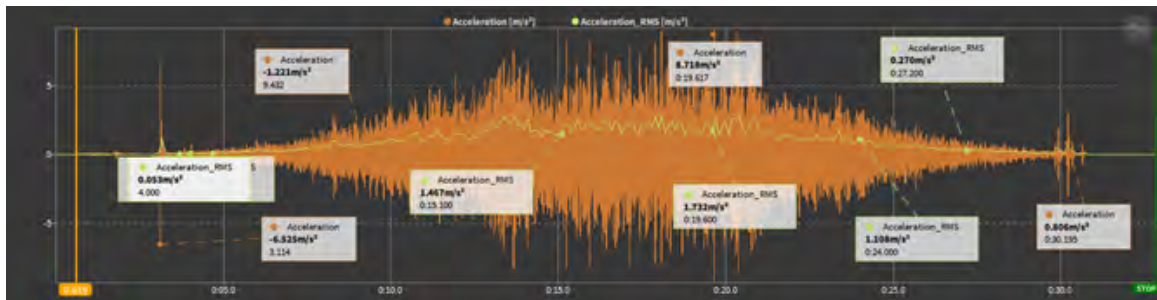 Acceleration [m/s²] Acceleration_RMS [m/s²]
Acceleration
-1.221m/s²
9.432
Acceleration
8.718m/s²
0:19.617
Acceleration_RMS
0.270m/s²
0:27.200
5
.5
-5
Acceleration_RMS S
0.053m/s²
4.000
Acceleration_RMS
1.467m/s²
0:15.100
Acceleration_RMS
1.732m/s²
0:19.600
Acceleration
-6.525m/s²
3.114
Acceleration_RMS
1.108m/s²
0:24.000
Acceleration
0.806m/s²
0:30.195
0:05.0 0:10.0 0:15.0 0:20.0 0:25.0 0:30.0 STOP